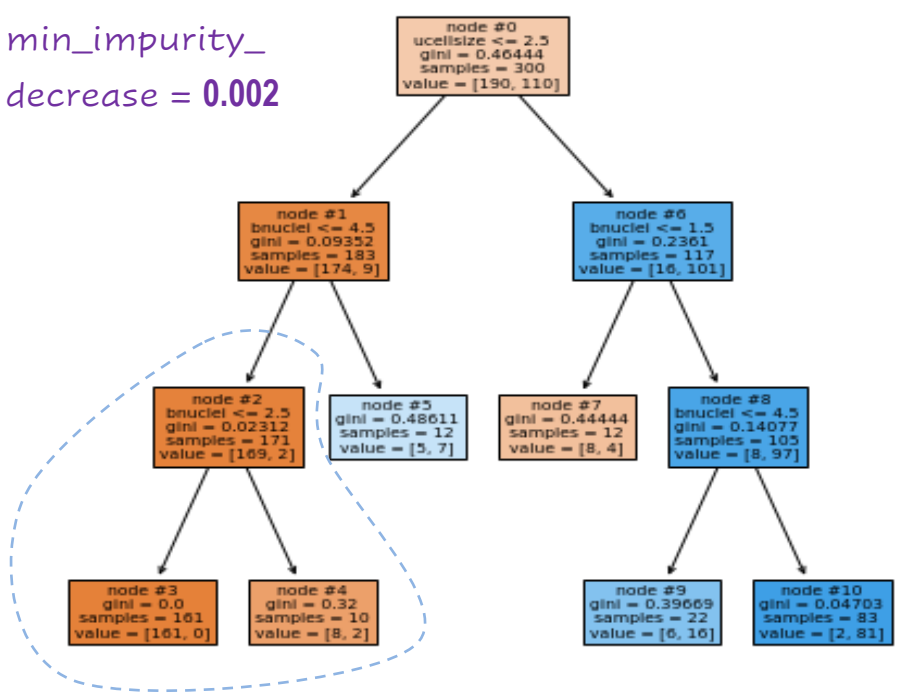 min_impurity_
decrease = 0.002
node #0
ucellsize <= 2.5
gini = 0.46444
samples = 300
value = [190, 110]
node #1
bnuclei <= 4.5
gini = 0.09352
samples = 183
value = [174, 9]
node #6
bnuclei <= 1.5
gini = 0.2361
samples = 117
value = [16, 101]
node #2
bnuclei <= 2.5
gini = 0.02312
samples = 171
value = [169, 2]
node #5
gini = 0.48611
samples = 12
value = [5, 7]
node #7
gini = 0.44444
samples = 12
value = [8, 4]
node #8
bnuclei <= 4.5
gini = 0.14077
samples = 105
value = [8, 97]
node #3
gini = 0.0
samples = 161
value = [161, 0]
node #4
gini = 0.32
samples = 10
value = [8, 2]
node #9
gini = 0.39669
samples = 22
value = [6, 16]
node #10
gini = 0.04703
samples = 83
value = [2, 81]